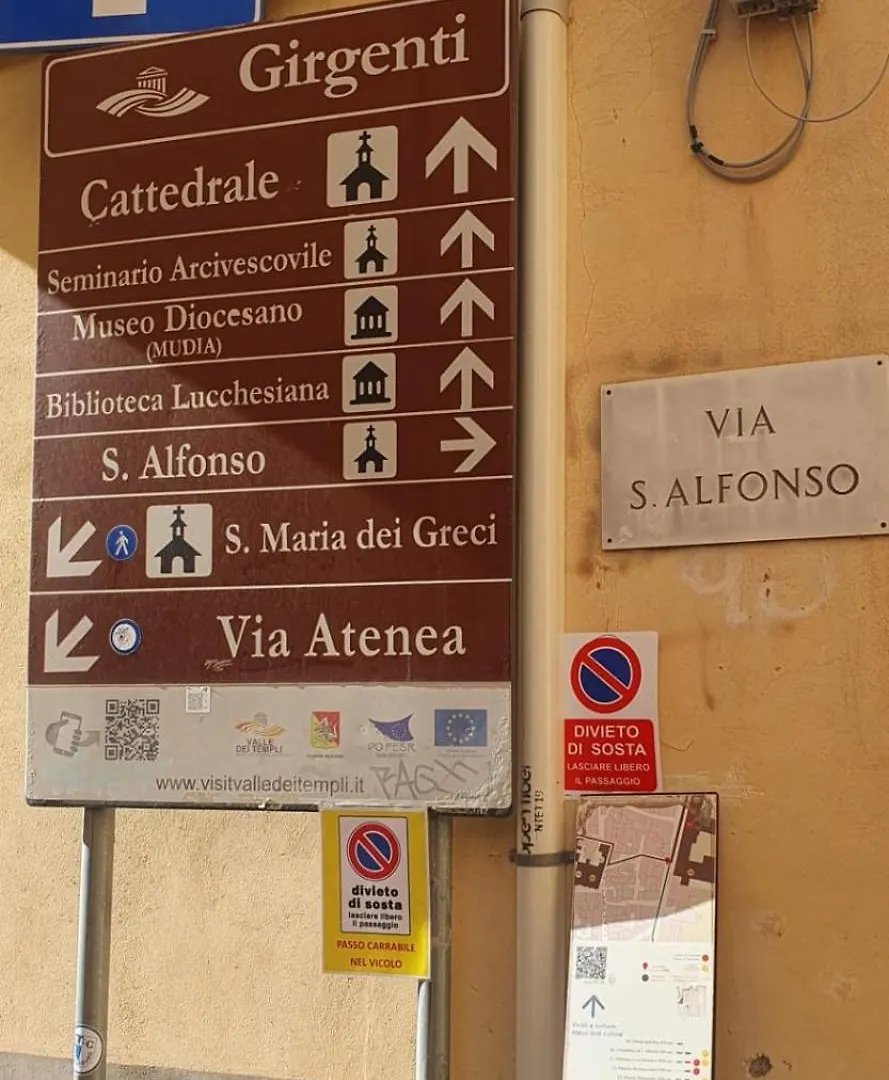 Girgenti
Cattedrale
Seminario Arcivescovile
Museo Diocesano
(MUDIA)
Biblioteca Lucchesiana
S. Alfonso
S. Maria dei Greci
Via Atenea
VALLE
DEI TEMPLI
PO FESR
www.visitvalledeitempli.it
VIA
S. ALFONSO
DIVIETO
DI SOSTA
LASCIARE LIBERO
IL PASSAGGIO
divieto
di sosta
lasciare libero
il passaggio
PASSO CARRABILE
NEL VICOLO